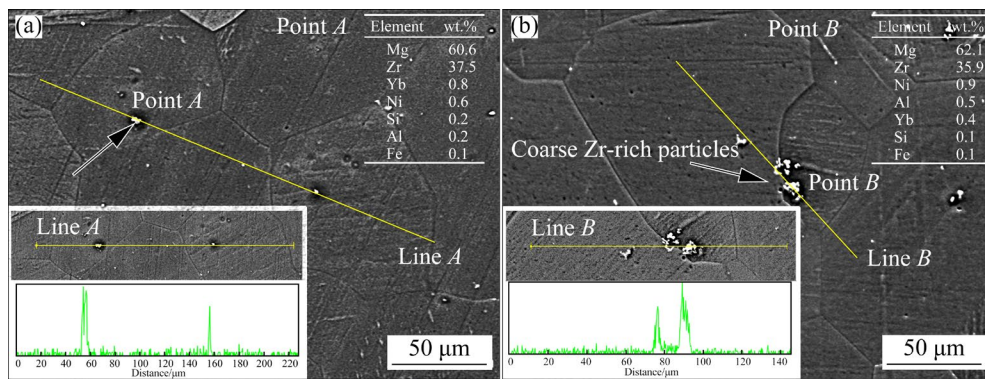 (a)
Point A
Element wt.%
Mg 60.6
Zr 37.5
Yb 0.8
Ni 0.6
Si 0.2
Al 0.2
Fe 0.1
Point A
Line A
Line A
0 20 40 60 80 100 120 140 160 180 200 220
Distance/μm
50 μm
(b)
Point B
Element wt.%
Mg 62.1
Zr 35.9
Ni 0.9
Al 0.5
Yb 0.4
Si 0.1
Fe 0.1
Coarse Zr-rich particles
Point B
Line B
Line B
0 20 40 60 80 100 120 140
Distance/μm
50 μm